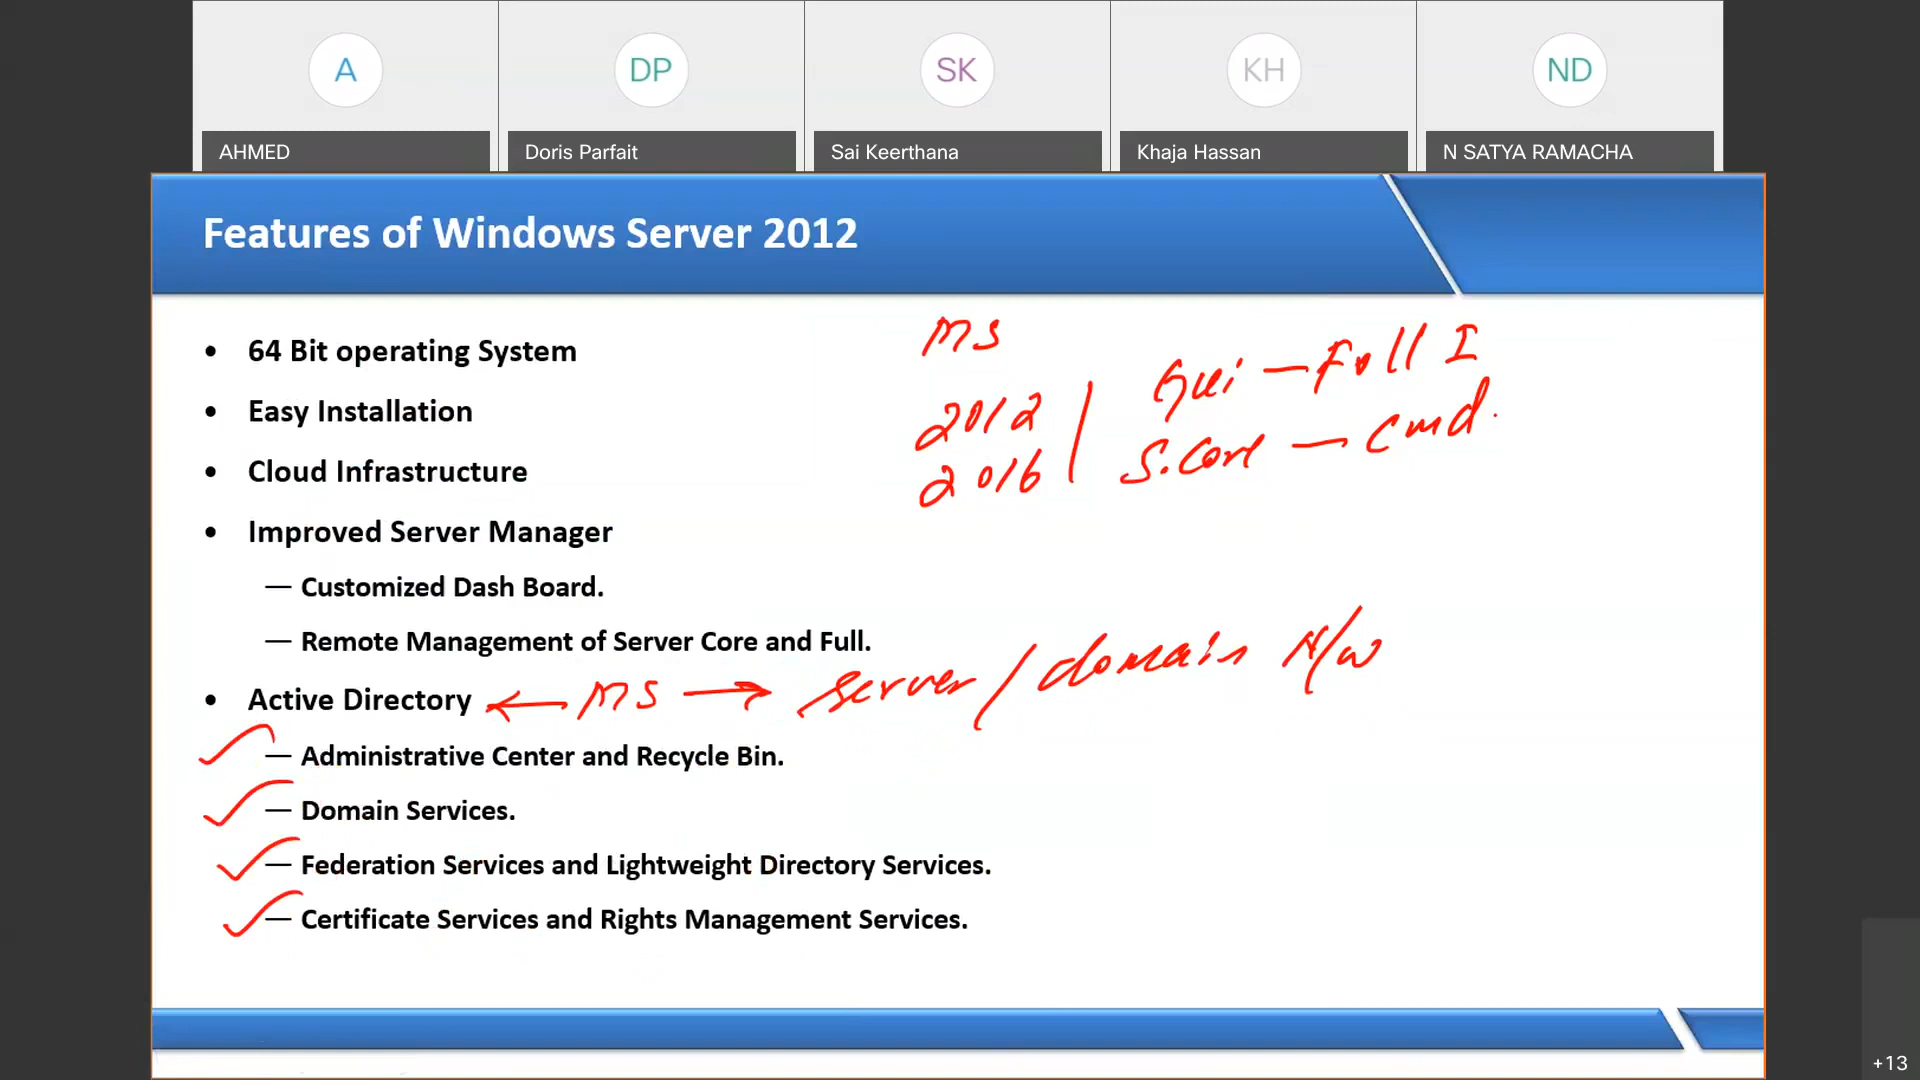 A
DP
SK
KH
ND
AHMED
Doris Parfait
Sai Keerthana
Khaja Hassan
N SATYA RAMACHA
Features of Windows Server 2012
• 64 Bit operating System
MS
Gui — Full I
• Easy Installation
2012
S.Core — Cmd.
• Cloud Infrastructure
2016
• Improved Server Manager
— Customized Dash Board.
— Remote Management of Server Core and Full.
• Active Directory ← MS → Server / domain N/w
— Administrative Center and Recycle Bin.
— Domain Services.
— Federation Services and Lightweight Directory Services.
— Certificate Services and Rights Management Services.
+13